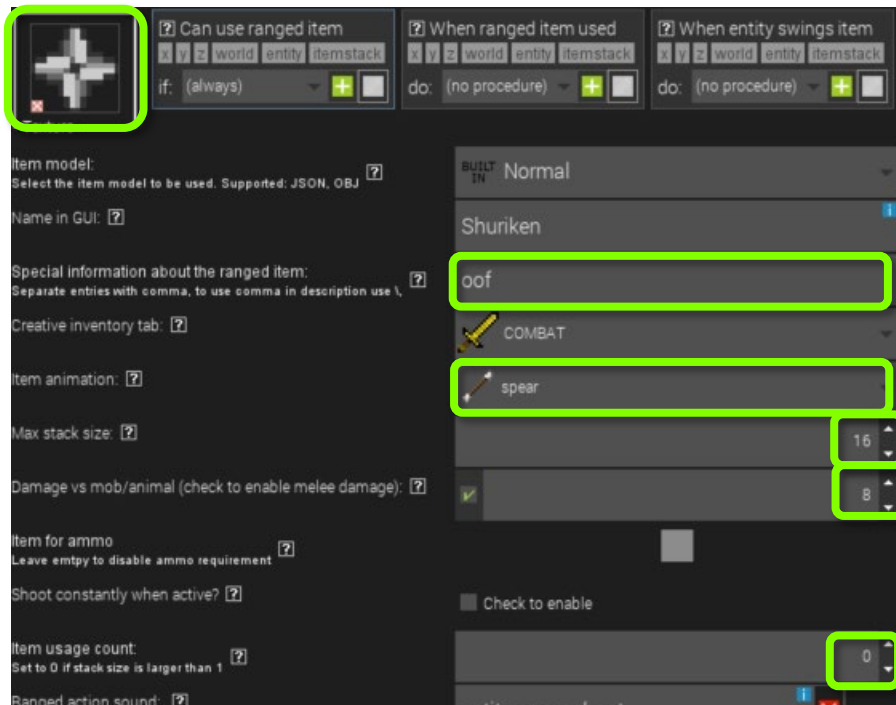 ? Can use ranged item
x y z world entity itemstack
if: (always)
? When ranged item used
x y z world entity itemstack
do: (no procedure)
? When entity swings item
x y z world entity itemstack
do: (no procedure)
Texture
Item model: ?
Select the item model to be used. Supported: JSON, OBJ
BUILT IN Normal
Name in GUI: ?
Shuriken
Special information about the ranged item: ?
Separate entries with comma, to use comma in description use \,
oof
Creative inventory tab: ?
COMBAT
Item animation: ?
spear
Max stack size: ?
16
Damage vs mob/animal (check to enable melee damage): ?
8
Item for ammo ?
Leave emtpy to disable ammo requirement
Shoot constantly when active? ?
Check to enable
Item usage count: ?
Set to 0 if stack size is larger than 1
0
Ranged action sound: ?